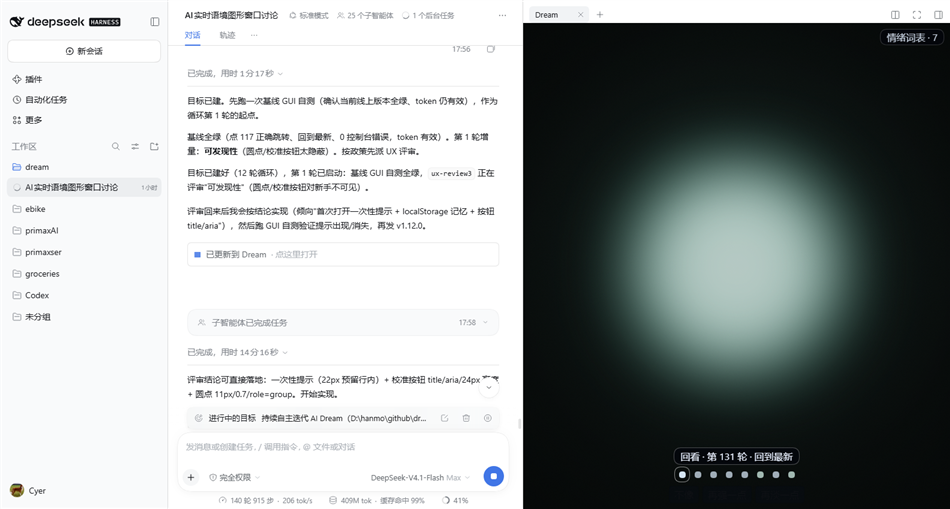 deepseek HARNESS
新会话
插件
自动化任务
更多
工作区
dream
AI实时语境图形窗口讨论 1小时
ebike
primaxAI
primaxser
groceries
Codex
未分组
Cyer
AI实时语境图形窗口讨论 标准模式 25 个子智能体 1 个后台任务
对话 轨迹
17:56
已完成，用时 1 分 17 秒
目标已建。先跑一次基线 GUI 自测（确认当前线上版本全绿、token 仍有效），作为
循环第 1 轮的起点。
基线全绿（点 117 正确跳转、回到最新、0 控制台错误，token 有效）。第 1 轮增
量：可发现性（圆点/校准按钮太隐蔽）。按政策先派 UX 评审。
目标已建好（12 轮循环），第 1 轮已启动：基线 GUI 自测全绿， ux-review3 正在
评审“可发现性”（圆点/校准按钮对新手不可见）。
评审回来后我会按结论实现（倾向“首次打开一次性提示 + localStorage 记忆 + 按钮
title/aria”），然后跑 GUI 自测验证提示出现/消失，再发 v1.12.0。
已更新到 Dream · 点这里打开
子智能体已完成任务 17:58
已完成，用时 14 分 16 秒
评审结论可直接落地：一次性提示（22px 预留行内）+ 校准按钮 title/aria/24px
+ 圆点 11px/0.7/role=group。开始实现。
进行中的目标 持续自主迭代 AI Dream（D:\hanmo\github\dr...
发消息或创建任务, / 调用指令, @ 文件或对话
完全权限 DeepSeek-V4.1-Flash Max
140 轮 915 步 · 206 tok/s 409M tok · 缓存命中 99% 41%
Dream
情绪词表 · 7
回看 · 第 131 轮 · 回到最新